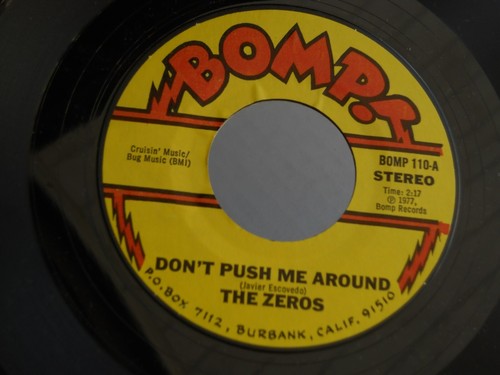 BOMP!
Cruisin' Music/
Bug Music (BMI)
BOMP 110-A
STEREO
Time: 2:17
℗ 1977,
Bomp Records
DON'T PUSH ME AROUND
(Javier Escovedo)
THE ZEROS
P.O. BOX 7112, BURBANK, CALIF. 91510